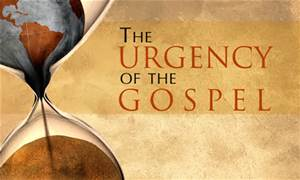 THE
URGENCY
OF THE
GOSPEL